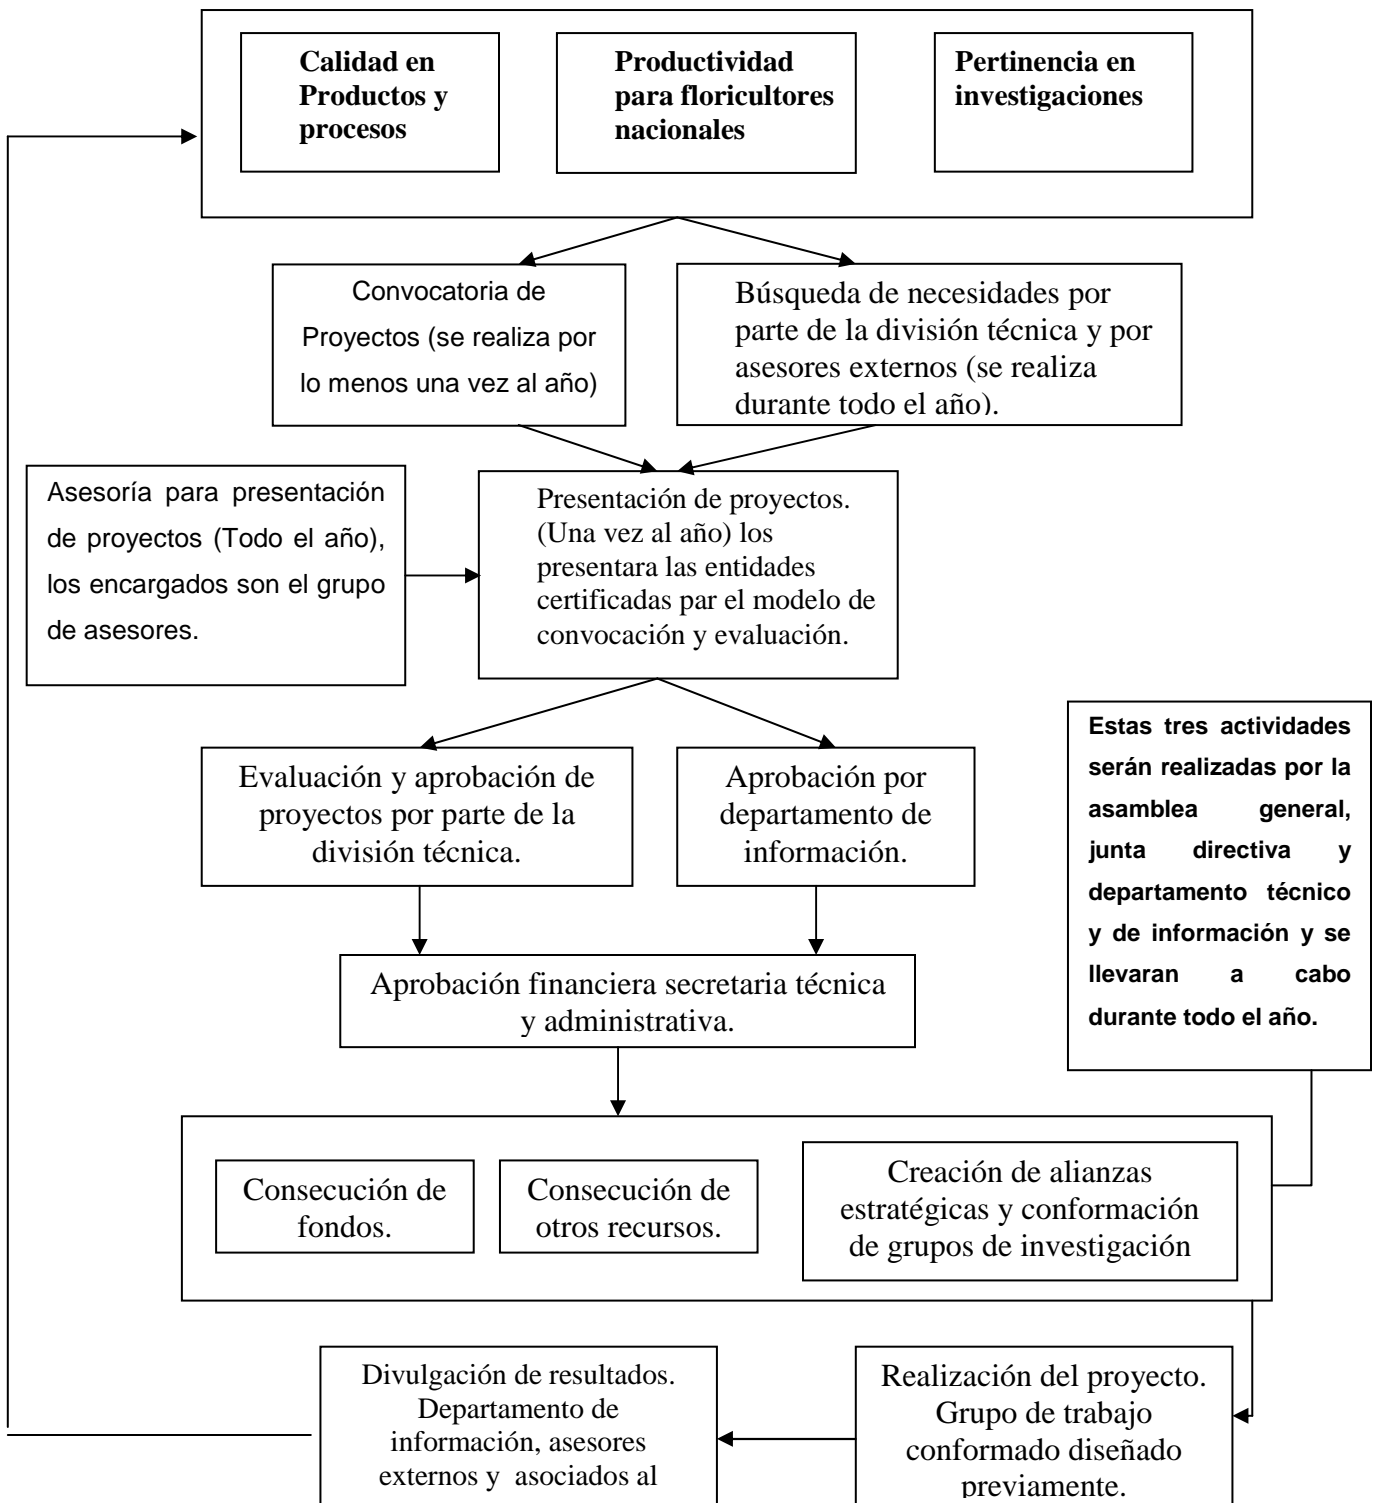 Calidad en
Productos y
procesos
Productividad
para floricultores
nacionales
Pertinencia en
investigaciones
Convocatoria de
Proyectos (se realiza por
lo menos una vez al año)
Búsqueda de necesidades por
parte de la división técnica y por
asesores externos (se realiza
durante todo el año).
Asesoría para presentación
de proyectos (Todo el año),
los encargados son el grupo
de asesores.
Presentación de proyectos.
(Una vez al año) los
presentara las entidades
certificadas par el modelo de
convocación y evaluación.
Evaluación y aprobación de
proyectos por parte de la
división técnica.
Aprobación por
departamento de
información.
Estas tres actividades
serán realizadas por la
asamblea general,
junta directiva y
departamento técnico
y de información y se
llevaran a cabo
durante todo el año.
Aprobación financiera secretaria técnica
y administrativa.
Consecución de
fondos.
Consecución de
otros recursos.
Creación de alianzas
estratégicas y conformación
de grupos de investigación
Divulgación de resultados.
Departamento de
información, asesores
externos y asociados al
Realización del proyecto.
Grupo de trabajo
conformado diseñado
previamente.